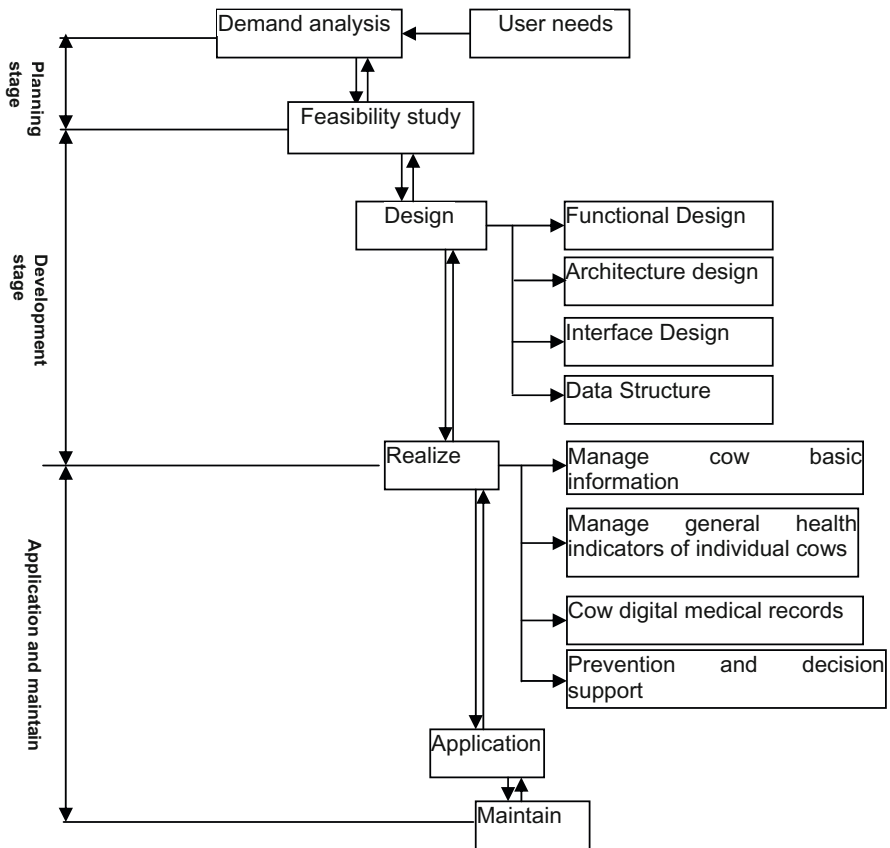 Demand analysis
User needs
Planning
stage
Feasibility study
Design
Functional Design
Architecture design
Development
stage
Interface Design
Data Structure
Realize
Manage cow basic
information
Manage general health
indicators of individual cows
Application and maintain
Cow digital medical records
Prevention and decision
support
Application
Maintain